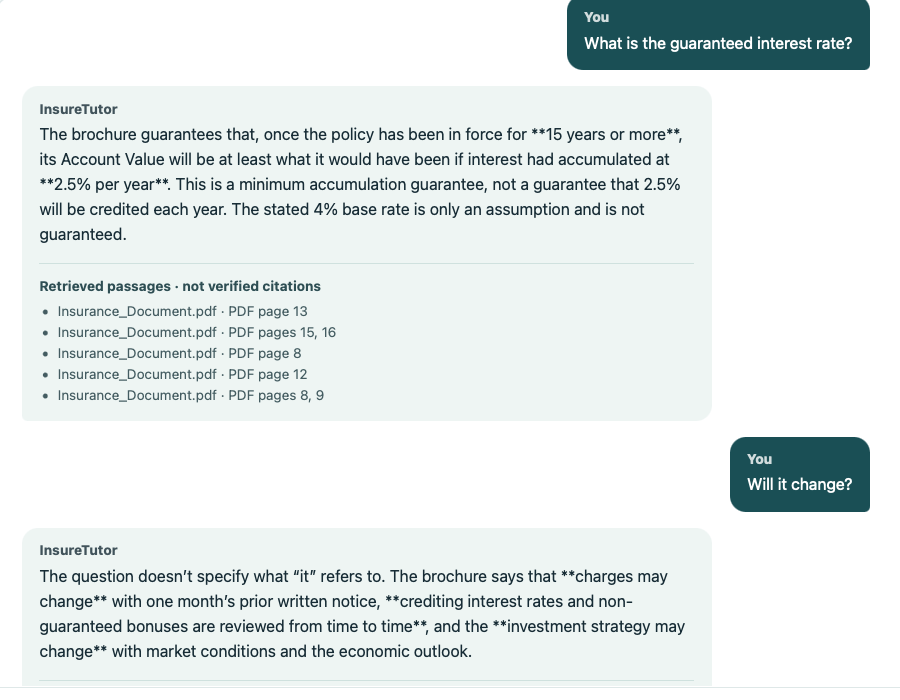 You
What is the guaranteed interest rate?
InsureTutor
The brochure guarantees that, once the policy has been in force for **15 years or more**,
its Account Value will be at least what it would have been if interest had accumulated at
**2.5% per year**. This is a minimum accumulation guarantee, not a guarantee that 2.5%
will be credited each year. The stated 4% base rate is only an assumption and is not
guaranteed.
Retrieved passages · not verified citations
• Insurance_Document.pdf · PDF page 13
• Insurance_Document.pdf · PDF pages 15, 16
• Insurance_Document.pdf · PDF page 8
• Insurance_Document.pdf · PDF page 12
• Insurance_Document.pdf · PDF pages 8, 9
You
Will it change?
InsureTutor
The question doesn’t specify what “it” refers to. The brochure says that **charges may
change** with one month’s prior written notice, **crediting interest rates and non-
guaranteed bonuses are reviewed from time to time**, and the **investment strategy may
change** with market conditions and the economic outlook.